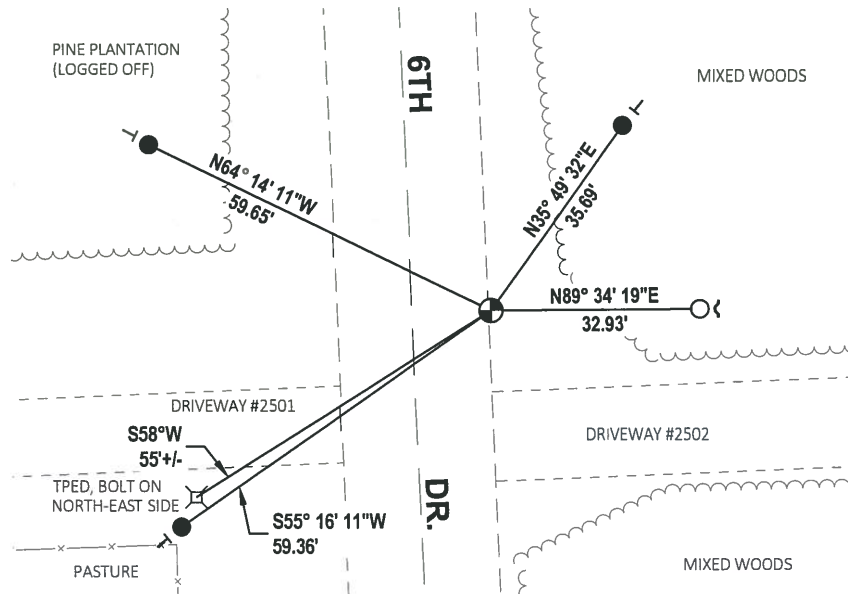 PINE PLANTATION
(LOGGED OFF)
6TH
MIXED WOODS
N64° 14' 11"W
59.65'
N35° 49' 32"E
35.69'
N89° 34' 19"E
32.93'
DRIVEWAY #2501
S58°W
55'+/-
DRIVEWAY #2502
TPED, BOLT ON
NORTH-EAST SIDE
DR.
S55° 16' 11"W
59.36'
PASTURE
MIXED WOODS